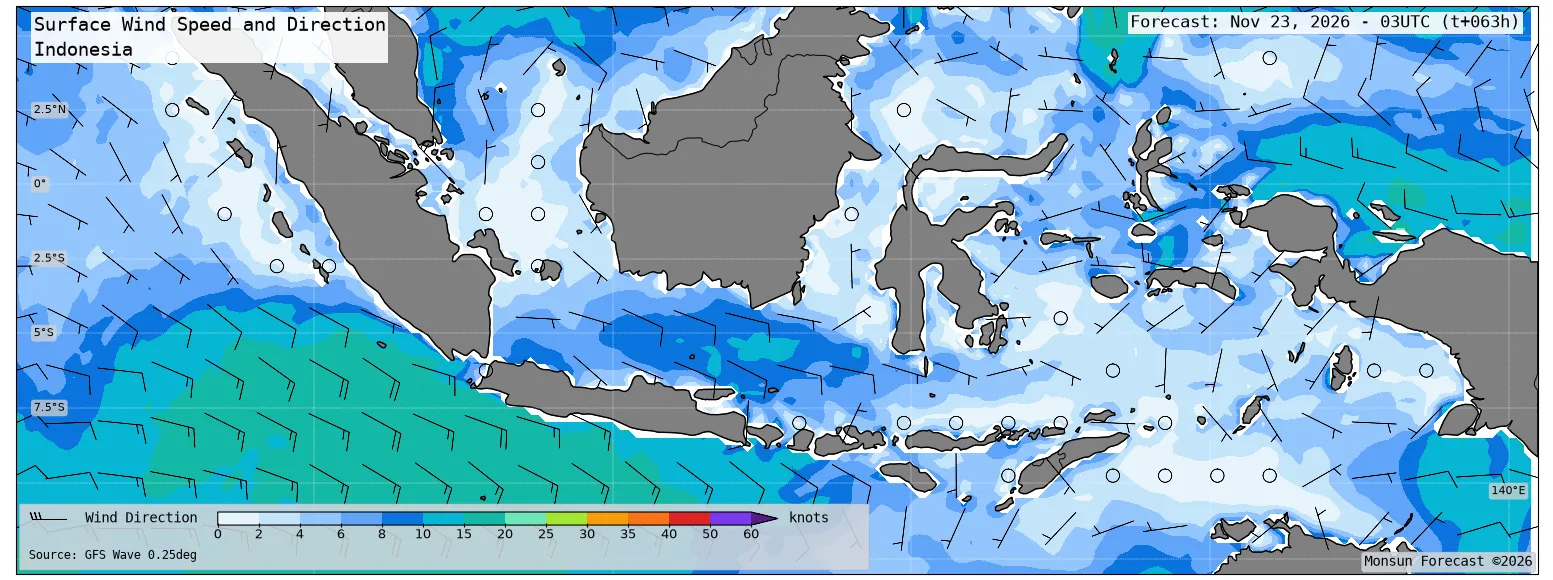 Surface Wind Speed and Direction
Indonesia
Forecast: Nov 23, 2026 - 03UTC (t+063h)
2.5°N
0°
2.5°S
5°S
7.5°S
140°E
Wind Direction
knots
0 2 4 6 8 10 15 20 25 30 35 40 50 60
Source: GFS Wave 0.25deg
Monsun Forecast ©2026